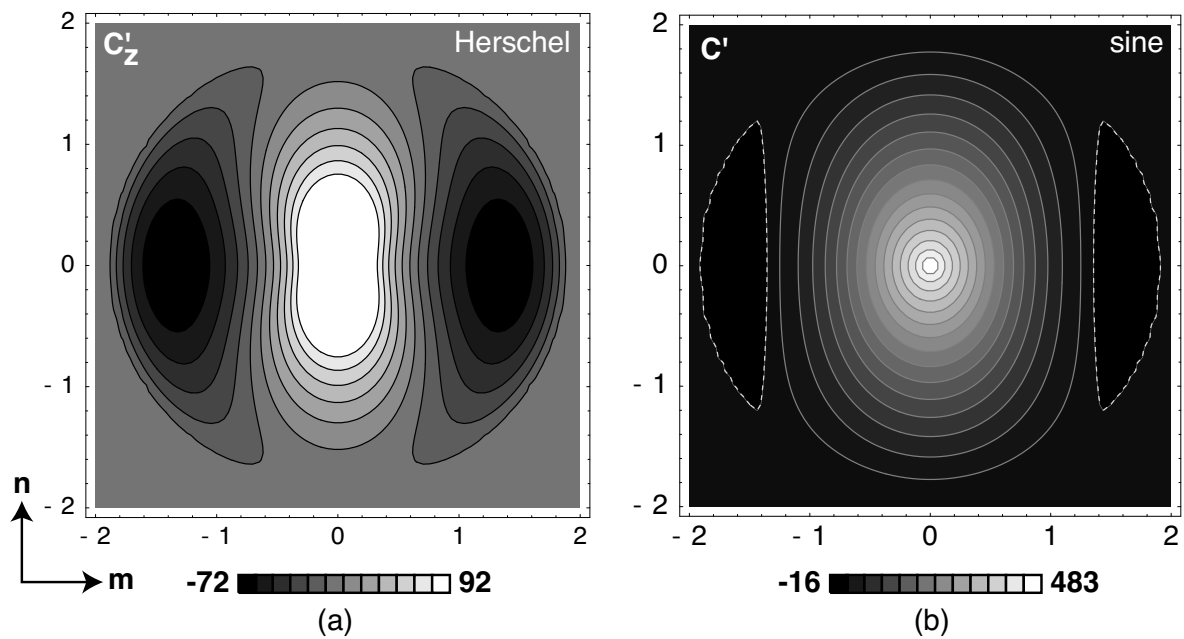 C'z Herschel
2
1
0
- 1
- 2
- 2 - 1 0 1 2
n
m
-72 92
(a)
C' sine
2
1
0
- 1
- 2
- 2 - 1 0 1 2
-16 483
(b)